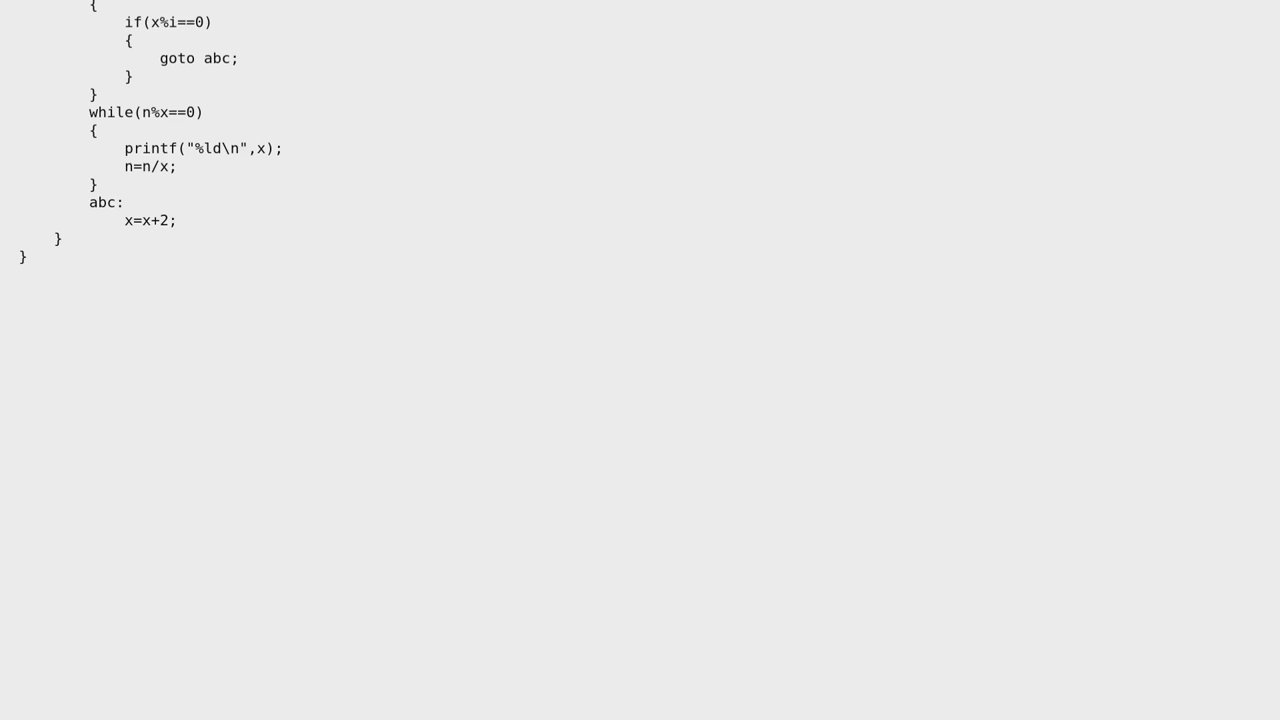 {
if(x%i==0)
{
goto abc;
}
}
while(n%x==0)
{
printf("%ld\n",x);
n=n/x;
}
abc:
x=x+2;
}
}